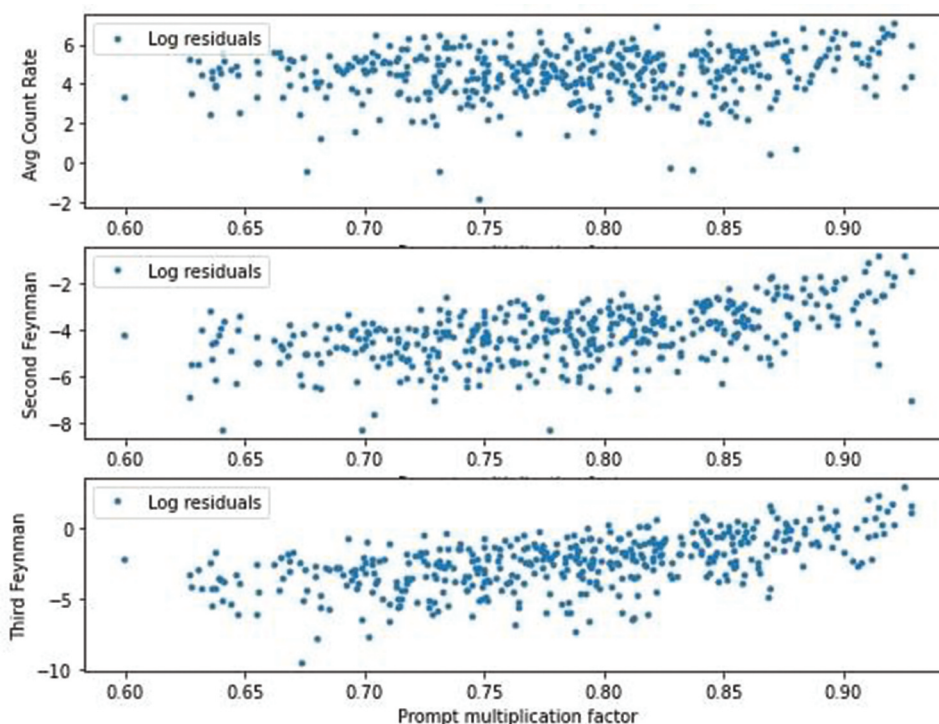 Log residuals
Avg Count Rate
6
4
2
0
−2
0.60 0.65 0.70 0.75 0.80 0.85 0.90
Log residuals
Second Feynman
−2
−4
−6
−8
0.60 0.65 0.70 0.75 0.80 0.85 0.90
Log residuals
Third Feynman
0
−5
−10
0.60 0.65 0.70 0.75 0.80 0.85 0.90
Prompt multiplication factor